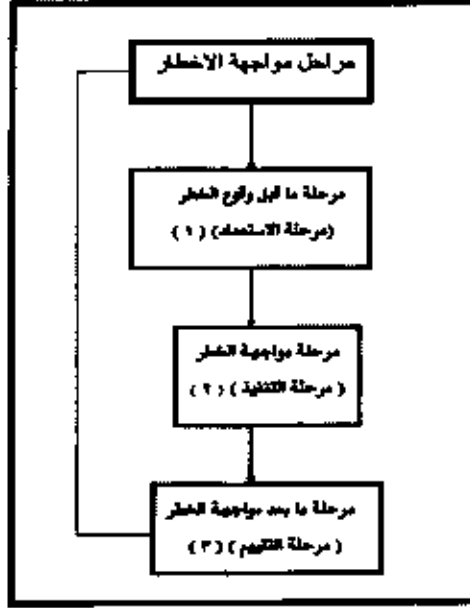 مراحل مواجهة الاخطار
مرحلة ما قبل وقوع الخطر
(مرحلة الاستعداد) ( ١ )
مرحلة مواجهة الخطر
( مرحلة التنفيذ ) ( ٢ )
مرحلة ما بعد مواجهة الخطر
( مرحلة التقييم ) ( ٣ )